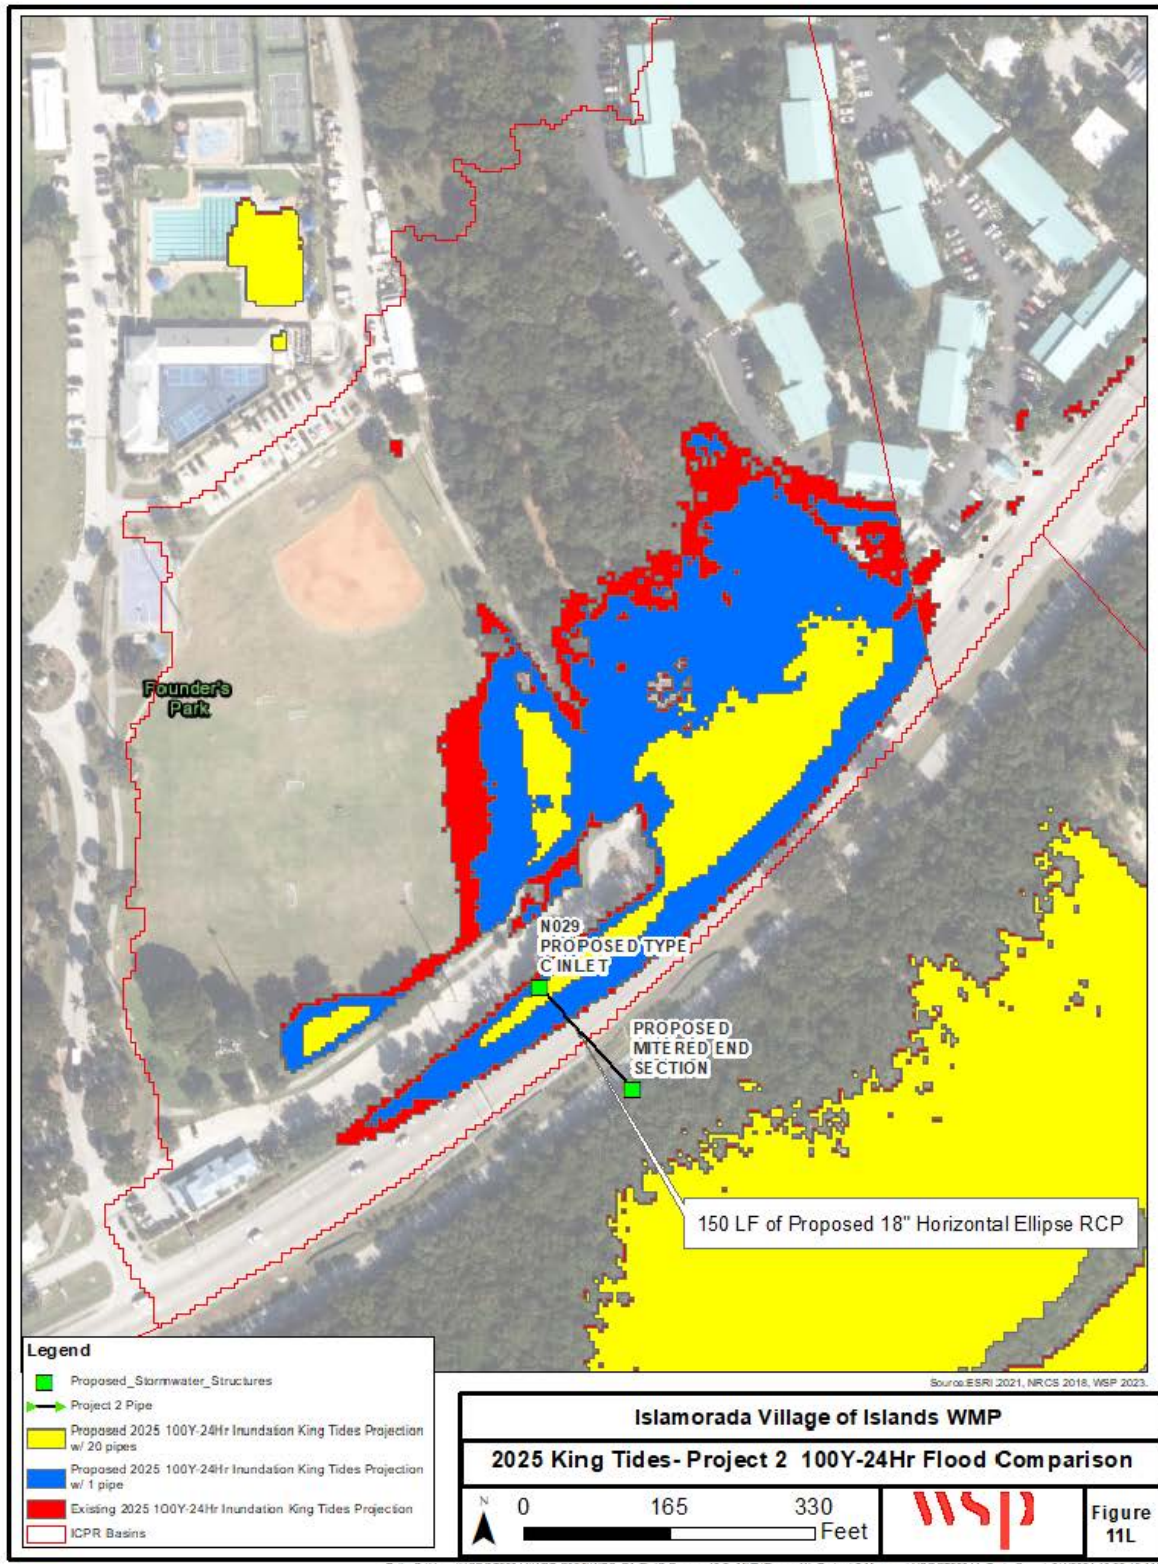 Founder's
Park
N029
PROPOSED TYPE
C INLET
PROPOSED
MITERED END
SECTION
150 LF of Proposed 18" Horizontal Ellipse RCP
Legend
Proposed_Stormwater_Structures
Project 2 Pipe
Proposed 2025 100Y-24Hr Inundation King Tides Projection
w/ 20 pipes
Proposed 2025 100Y-24Hr Inundation King Tides Projection
w/ 1 pipe
Existing 2025 100Y-24Hr Inundation King Tides Projection
ICPR Basins
Source:ESRI 2021, NRCS 2018, WSP 2023.
Islamorada Village of Islands WMP
2025 King Tides- Project 2 100Y-24Hr Flood Comparison
N
0 165 330
Feet
wsp
Figure
11L